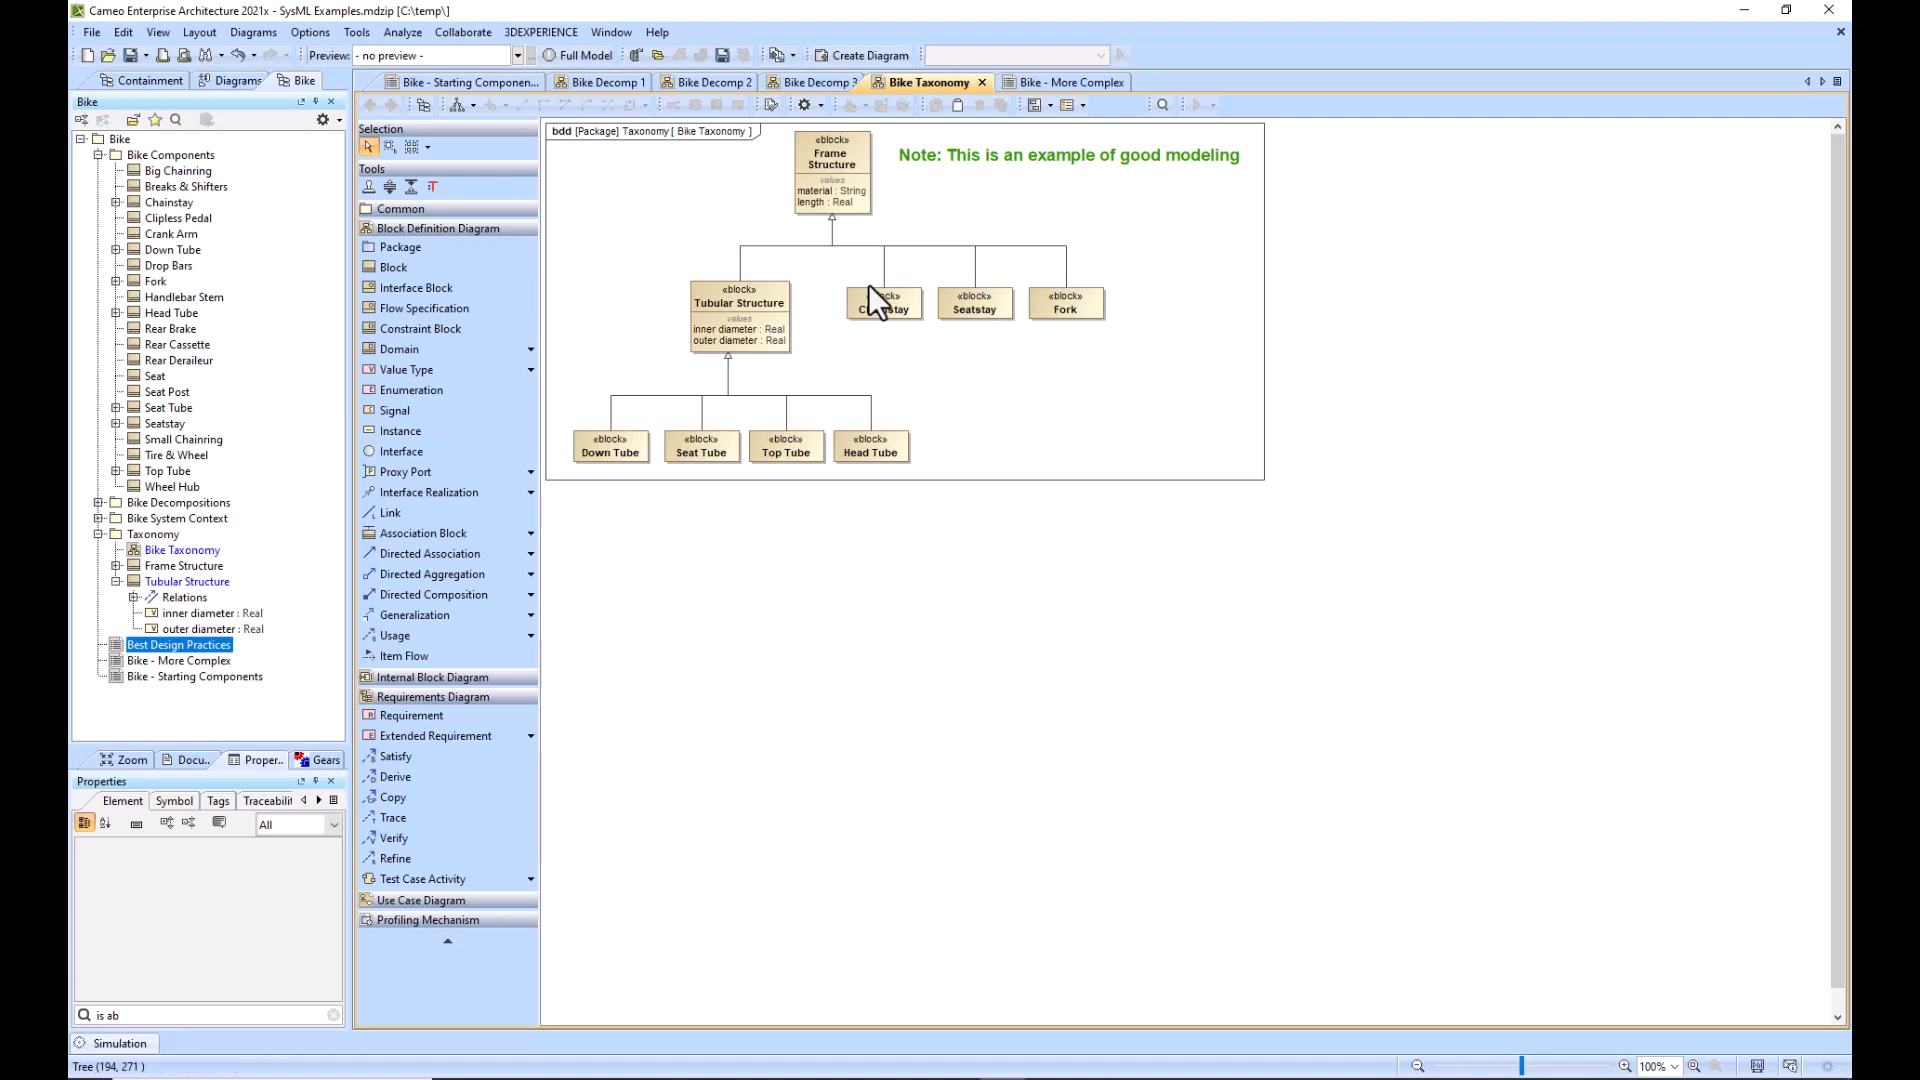 Cameo Enterprise Architecture 2021x - SysML Examples.mdzip [C:\temp\]
File Edit View Layout Diagrams Options Tools Analyze Collaborate 3DEXPERIENCE Window Help
Preview: - no preview - Full Model Create Diagram
Containment Diagrams Bike
Bike - Starting Componen... Bike Decomp 1 Bike Decomp 2 Bike Decomp 3 Bike Taxonomy Bike - More Complex
Bike
Bike
Bike Components
Big Chainring
Breaks & Shifters
Chainstay
Clipless Pedal
Crank Arm
Down Tube
Drop Bars
Fork
Handlebar Stem
Head Tube
Rear Brake
Rear Cassette
Rear Deraileur
Seat
Seat Post
Seat Tube
Seatstay
Small Chainring
Tire & Wheel
Top Tube
Wheel Hub
Bike Decompositions
Bike System Context
Taxonomy
Bike Taxonomy
Frame Structure
Tubular Structure
Relations
inner diameter : Real
outer diameter : Real
Best Design Practices
Bike - More Complex
Bike - Starting Components
Zoom Docu.. Proper.. Gears
Properties
Element Symbol Tags Traceabilit
All
is ab
Simulation
Tree (194, 271 )
Selection
Tools
Common
Block Definition Diagram
Package
Block
Interface Block
Flow Specification
Constraint Block
Domain
Value Type
Enumeration
Signal
Instance
Interface
Proxy Port
Interface Realization
Link
Association Block
Directed Association
Directed Aggregation
Directed Composition
Generalization
Usage
Item Flow
Internal Block Diagram
Requirements Diagram
Requirement
Extended Requirement
Satisfy
Derive
Copy
Trace
Verify
Refine
Test Case Activity
Use Case Diagram
Profiling Mechanism
bdd [Package] Taxonomy [ Bike Taxonomy ]
Note: This is an example of good modeling
«block»
Frame
Structure
values
material : String
length : Real
«block»
Tubular Structure
values
inner diameter : Real
outer diameter : Real
«block»
Seatstay
«block»
Fork
«block»
Down Tube
«block»
Seat Tube
«block»
Top Tube
«block»
Head Tube
100%